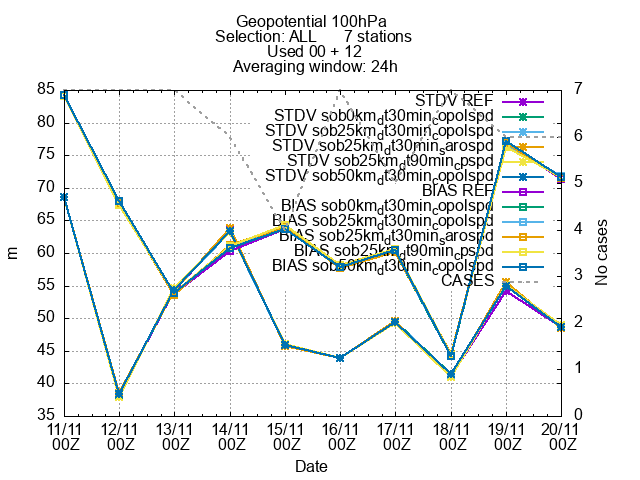 Geopotential 100hPa
Selection: ALL 7 stations
Used 00 + 12
Averaging window: 24h
85
80
75
70
65
60
55
50
45
40
35
m
7
6
5
4
3
2
1
0
No cases
STDV REF
STDV sob0km_dt30min_copolspd
STDV sob25km_dt30min_copolspd
STDV sob25km_dt30min_sarospd
STDV sob25km_dt90min_cpspd
STDV sob50km_dt30min_copolspd
BIAS REF
BIAS sob0km_dt30min_copolspd
BIAS sob25km_dt30min_copolspd
BIAS sob25km_dt30min_sarospd
BIAS sob25km_dt90min_cpspd
BIAS sob50km_dt30min_copolspd
CASES
11/11 12/11 13/11 14/11 15/11 16/11 17/11 18/11 19/11 20/11
00Z 00Z 00Z 00Z 00Z 00Z 00Z 00Z 00Z 00Z
Date